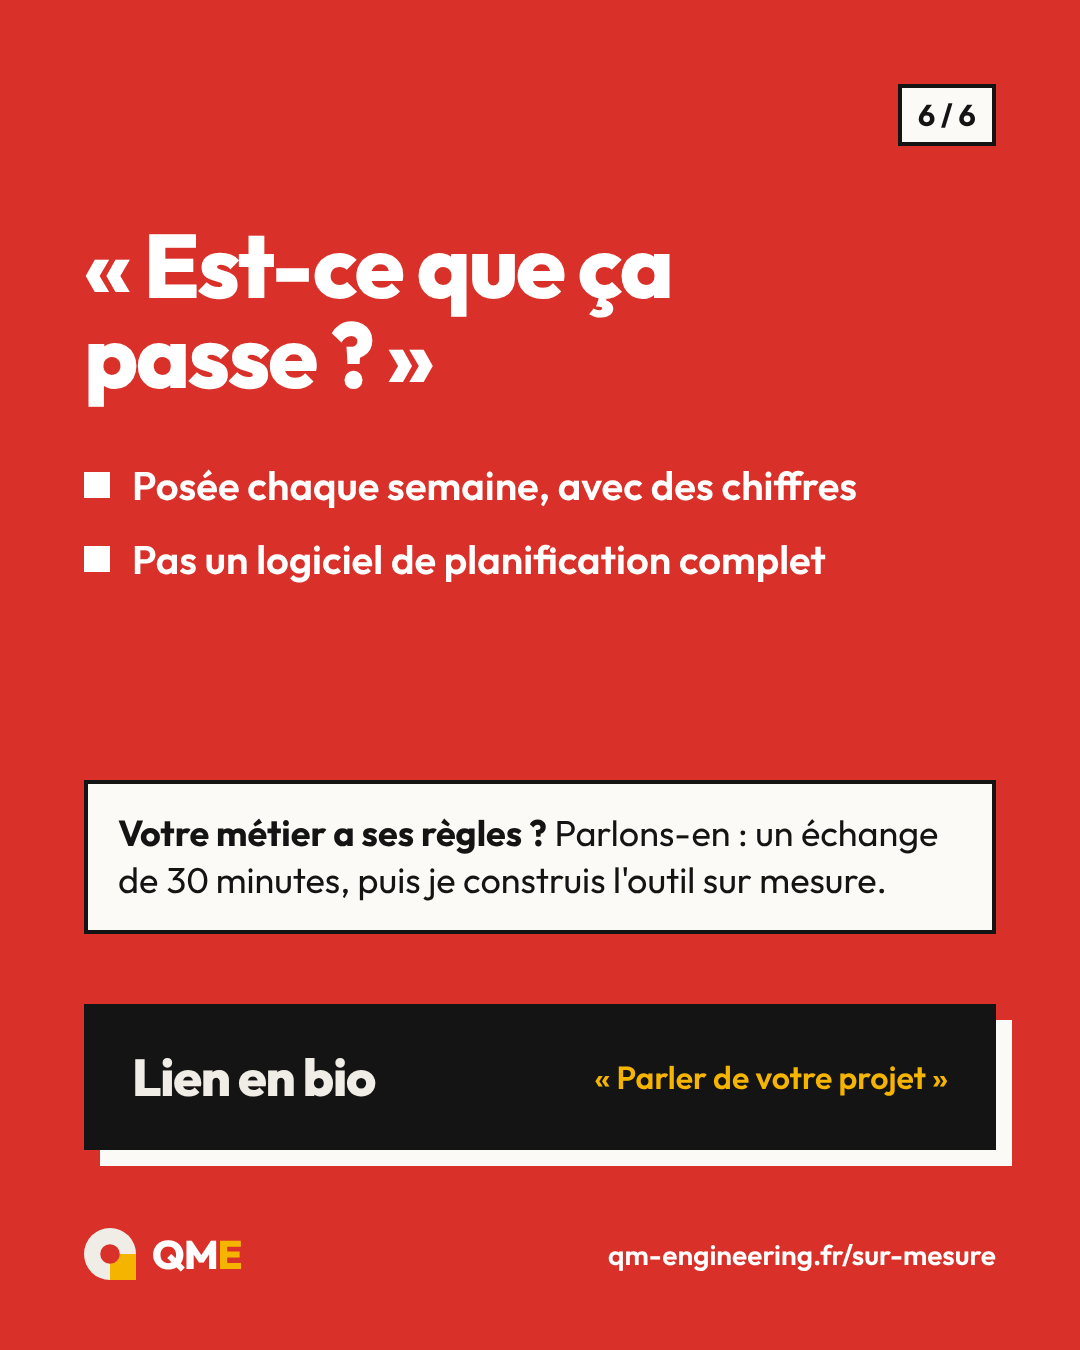 6 / 6
« Est-ce que ça
passe ? »
Posée chaque semaine, avec des chiffres
Pas un logiciel de planification complet
Votre métier a ses règles ? Parlons-en : un échange
de 30 minutes, puis je construis l'outil sur mesure.
Lien en bio
« Parler de votre projet »
QME
qm-engineering.fr/sur-mesure